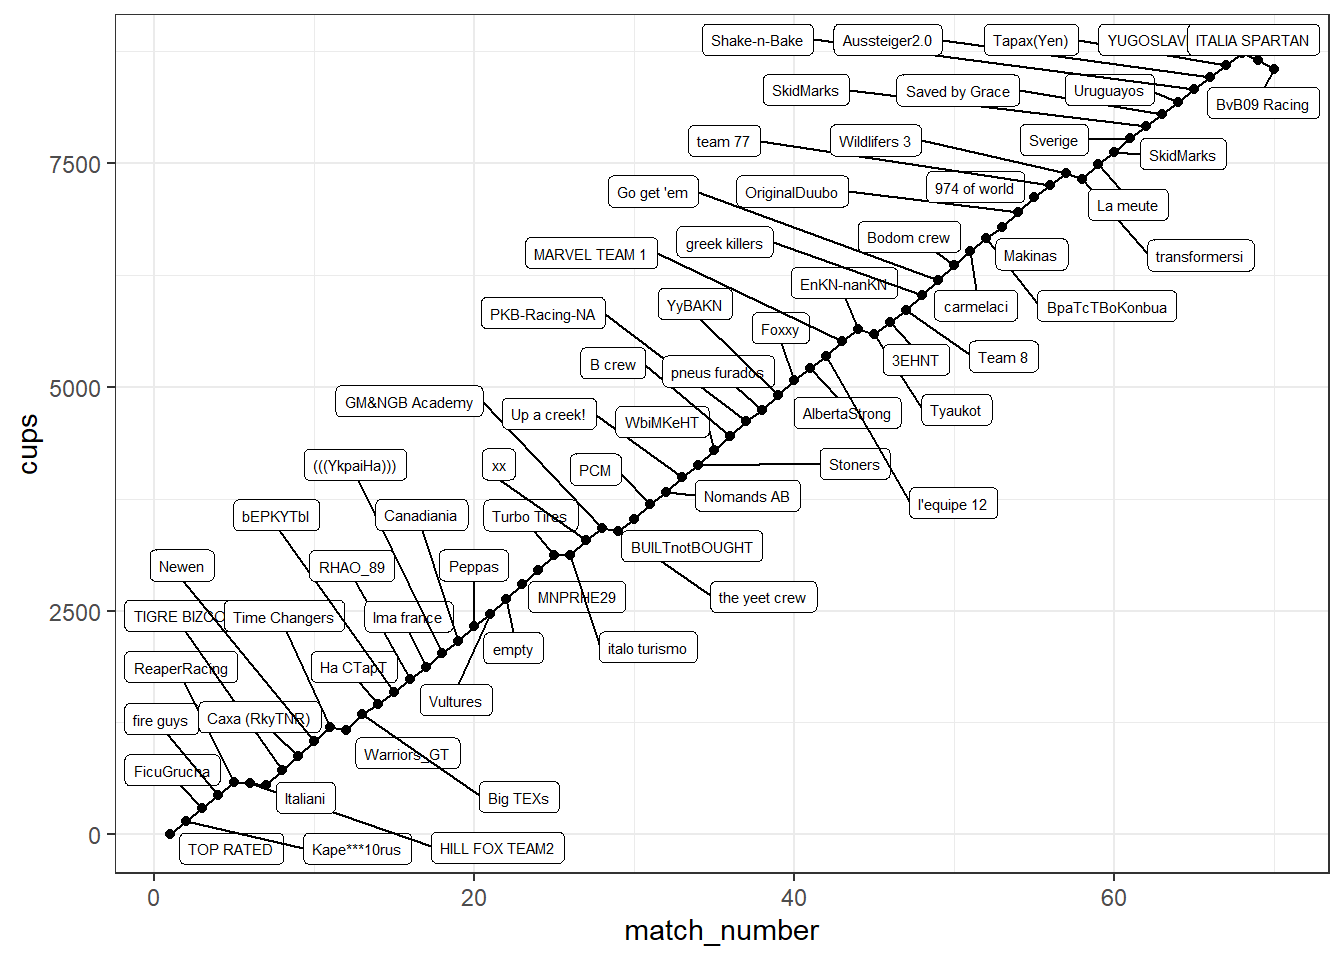 Shake-n-Bake
Aussteiger2.0
Tapax(Yen)
YUGOSLAV
ITALIA SPARTAN
SkidMarks
Saved by Grace
Uruguayos
BvB09 Racing
team 77
Wildlifers 3
Sverige
SkidMarks
7500
Go get 'em
OriginalDuubo
974 of world
La meute
MARVEL TEAM 1
greek killers
Bodom crew
Makinas
transformersi
PKB-Racing-NA
YyBAKN
EnKN-nanKN
carmelaci
BpaTcTBoKonbua
Foxxy
B crew
pneus furados
3EHNT
Team 8
5000
GM&NGB Academy
Up a creek!
WbiMKeHT
AlbertaStrong
Tyaukot
cups
(((YkpaiHa)))
xx
PCM
Stoners
Nomands AB
l'equipe 12
bEPKYTbI
Canadiania
Turbo Tires
BUILTnotBOUGHT
Newen
RHAO_89
Peppas
MNPRHE29
the yeet crew
2500
TIGRE BIZCO
Time Changers
Ima france
empty
italo turismo
ReaperRacing
Ha CTapT
Vultures
fire guys
Caxa (RkyTNR)
Warriors_GT
FicuGrucha
Italiani
Big TEXs
0
TOP RATED
Kape***10rus
HILL FOX TEAM2
0
20
40
60
match_number